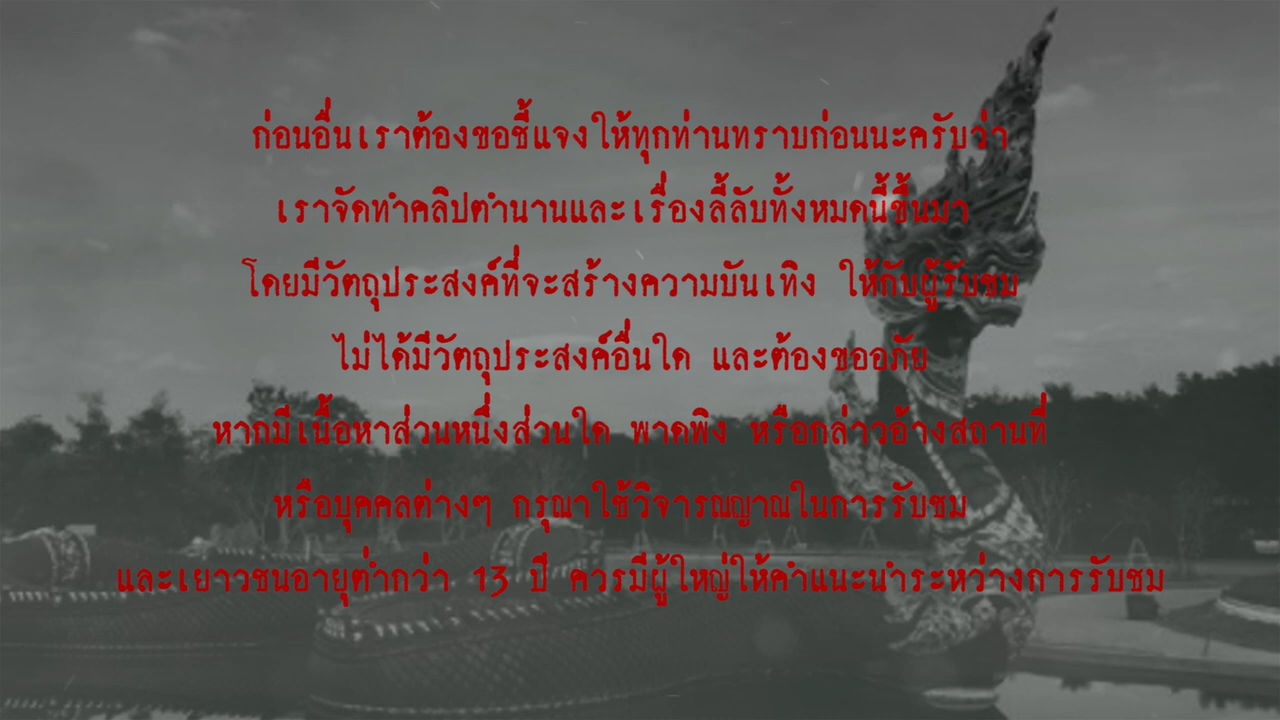 ก่อนอื่นเราต้องขอชี้แจงให้ทุกท่านทราบก่อนนะครับว่า
เราจัดทำคลิปตำนานและเรื่องลี้ลับทั้งหมดนี้ขึ้นมา
โดยมีวัตถุประสงค์ที่จะสร้างความบันเทิง ให้กับผู้รับชม
ไม่ได้มีวัตถุประสงค์อื่นใด และต้องขออภัย
หากมีเนื้อหาส่วนหนึ่งส่วนใด พาดพิง หรือกล่าวอ้างสถานที่
หรือบุคคลต่างๆ กรุณาใช้วิจารณญาณในการรับชม
และเยาวชนอายุต่ำกว่า 13 ปี ควรมีผู้ใหญ่ให้คำแนะนำระหว่างการรับชม